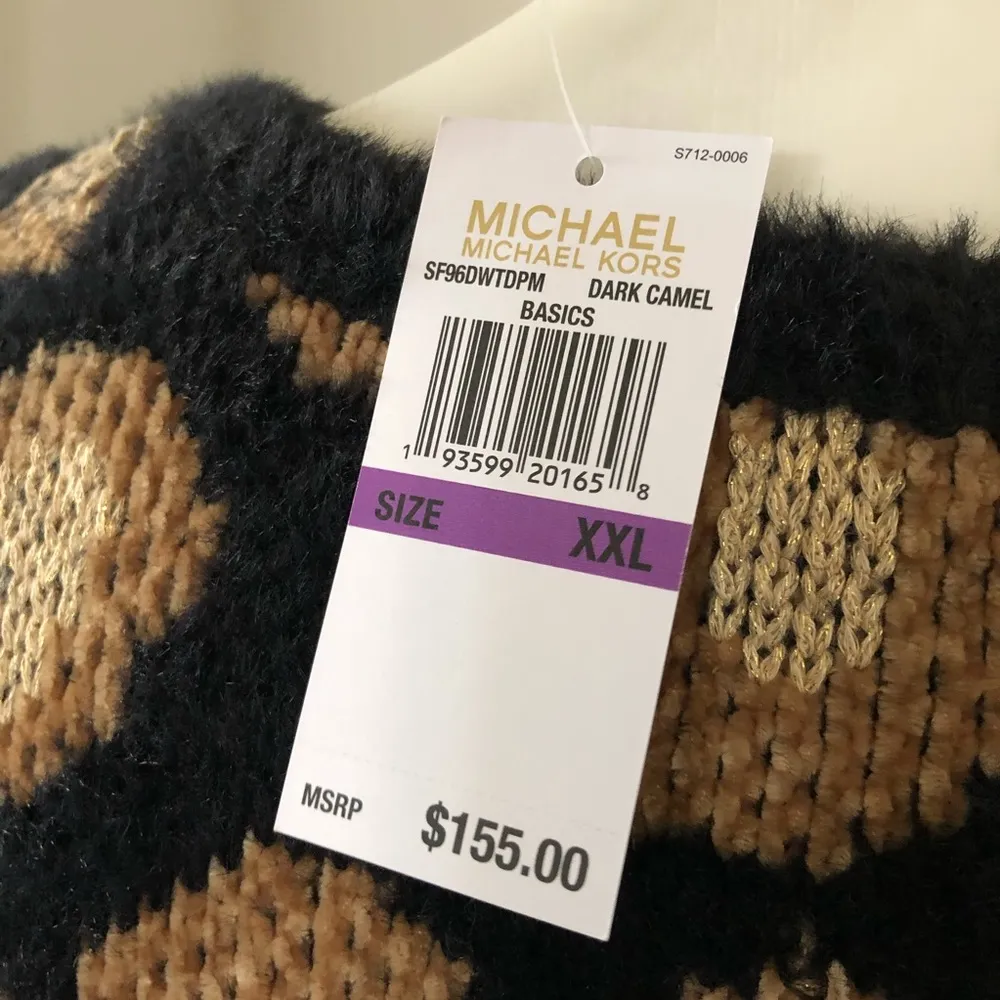 S712-0006
MICHAEL
MICHAEL KORS
SF96DWTDPM DARK CAMEL
BASICS
1 93599 20165 8
SIZE XXL
MSRP $155.00